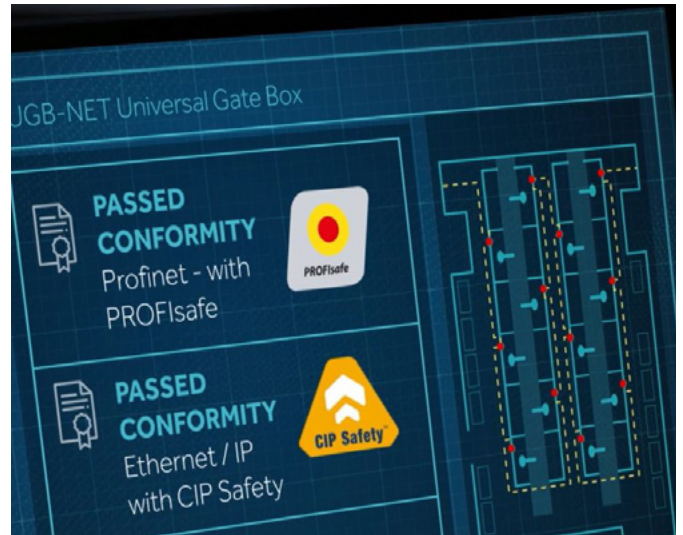 UGB-NET Universal Gate Box
PASSED
CONFORMITY
Profinet - with
PROFIsafe
PROFIsafe
PASSED
CONFORMITY
Ethernet / IP
with CIP Safety
CIP Safety™